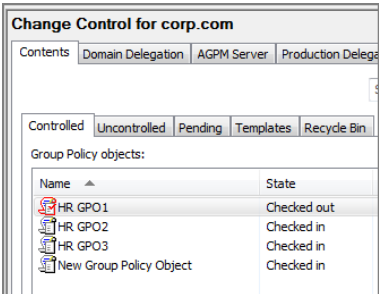 Change Control for corp.com
Contents Domain Delegation AGPM Server Production Delega
Controlled Uncontrolled Pending Templates Recycle Bin
Group Policy objects:
Name State
HR GPO1 Checked out
HR GPO2 Checked in
HR GPO3 Checked in
New Group Policy Object Checked in